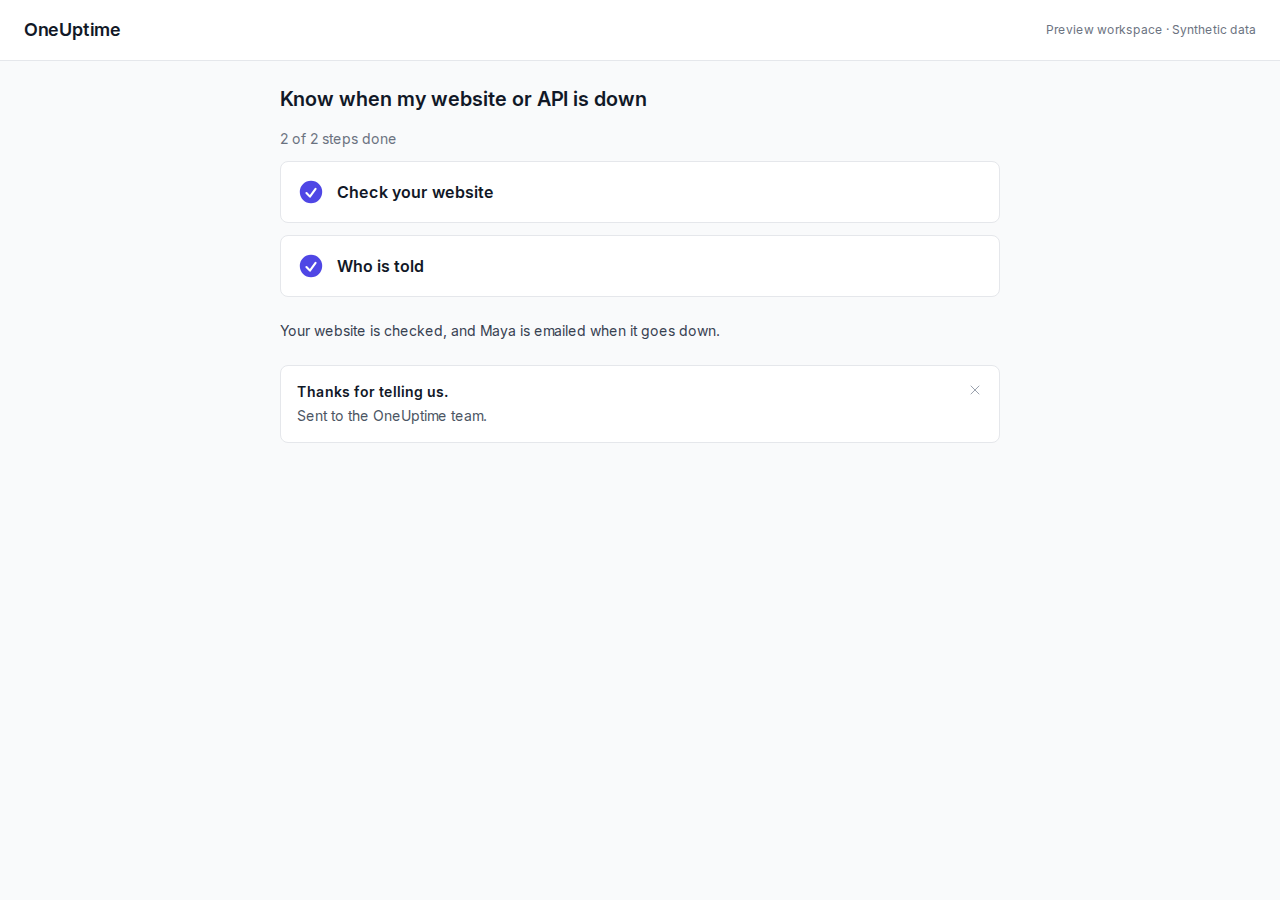 OneUptime
Preview workspace · Synthetic data
Know when my website or API is down
2 of 2 steps done
Check your website
Who is told
Your website is checked, and Maya is emailed when it goes down.
Thanks for telling us.
Sent to the OneUptime team.